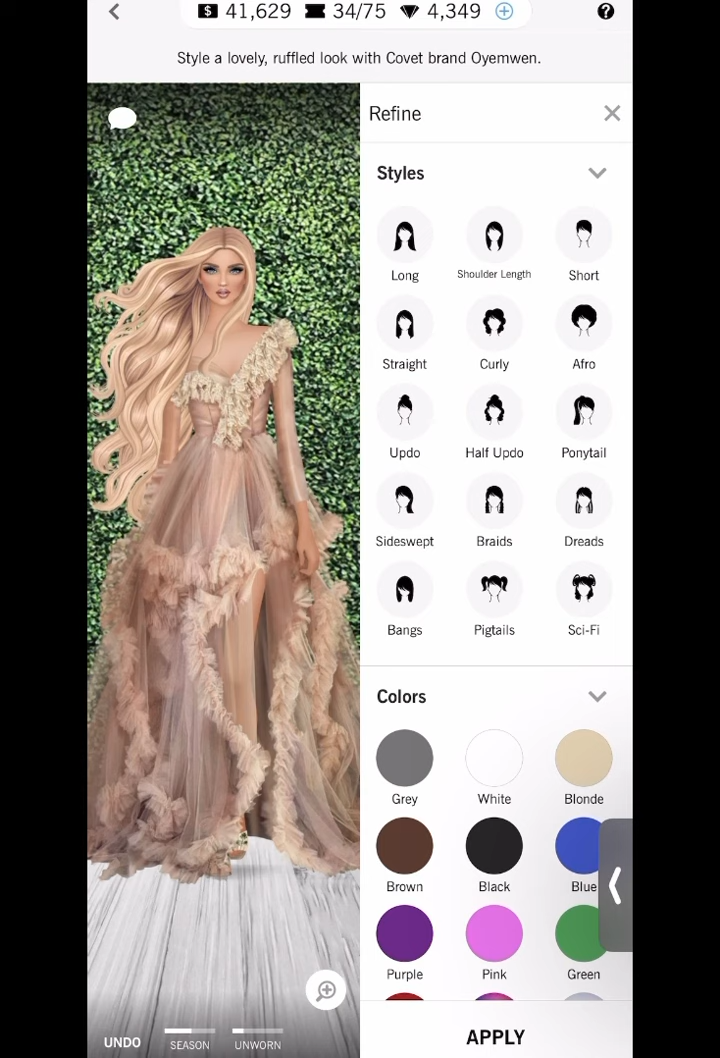 $ 41,629 34/75 4,349 ?
Style a lovely, ruffled look with Covet brand Oyemwen.
Refine
Styles
Long Shoulder Length Short
Straight Curly Afro
Updo Half Updo Ponytail
Sideswept Braids Dreads
Bangs Pigtails Sci-Fi
Colors
Grey White Blonde
Brown Black Blue
Purple Pink Green
UNDO SEASON UNWORN
APPLY